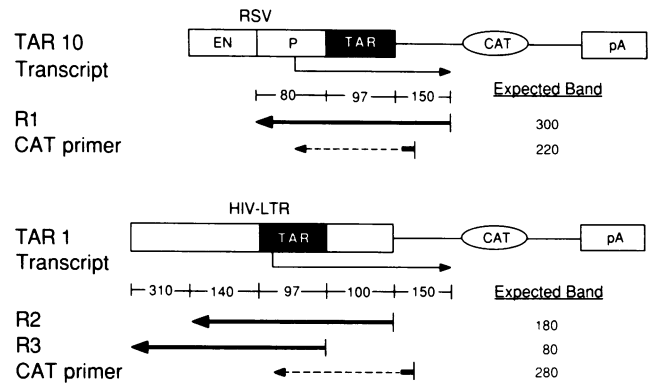 RSV
TAR 10 EN P TAR CAT pA
Transcript
80 97 150 Expected Band
R1 300
CAT primer 220
HIV-LTR
TAR 1 TAR CAT pA
Transcript
310 140 97 100 150 Expected Band
R2 180
R3 80
CAT primer 280